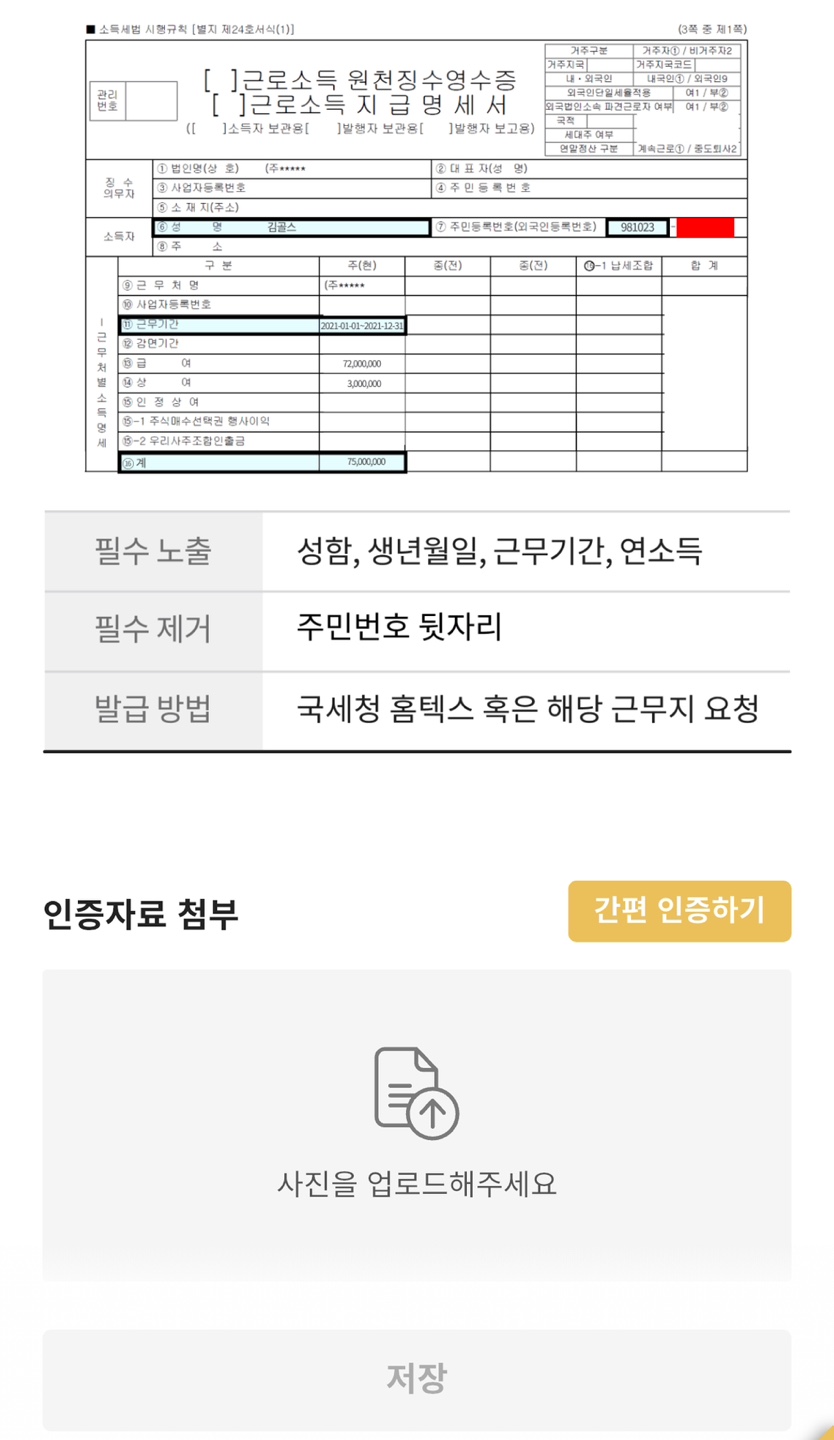 ■ 소득세법 시행규칙 [별지 제24호서식(1)] (3쪽 중 제1쪽)
관리 번호
[ ]근로소득 원천징수영수증
[ ]근로소득 지 급 명 세 서
([ ]소득자 보관용[ ]발행자 보관용[ ]발행자 보고용)
거주구분 거주자① / 비거주자2
거주지국 거주지국코드
내ㆍ외국인 내국인① / 외국인9
외국인단일세율적용 여1 / 부②
외국법인소속 파견근로자 여부 여1 / 부②
국적
세대주 여부
연말정산 구분 계속근로① / 중도퇴사2
징 수 의무자
① 법인명(상 호) (주*****
② 대 표 자(성 명)
③ 사업자등록번호
④ 주 민 등 록 번 호
⑤ 소 재 지(주소)
소득자
⑥ 성 명 김골스
⑦ 주민등록번호(외국인등록번호) 981023 -
⑧ 주 소
Ⅰ근무처별소득명세
구 분 주(현) 종(전) 종(전) ⑯-1 납세조합 합 계
⑨ 근 무 처 명 (주*****
⑩ 사업자등록번호
⑪ 근무기간 2021-01-01~2021-12-31
⑫ 감면기간
⑬ 급 여 72,000,000
⑭ 상 여 3,000,000
⑮ 인 정 상 여
⑮-1 주식매수선택권 행사이익
⑮-2 우리사주조합인출금
⑯ 계 75,000,000
필수 노출 성함, 생년월일, 근무기간, 연소득
필수 제거 주민번호 뒷자리
발급 방법 국세청 홈텍스 혹은 해당 근무지 요청
인증자료 첨부 간편 인증하기
사진을 업로드해주세요
저장